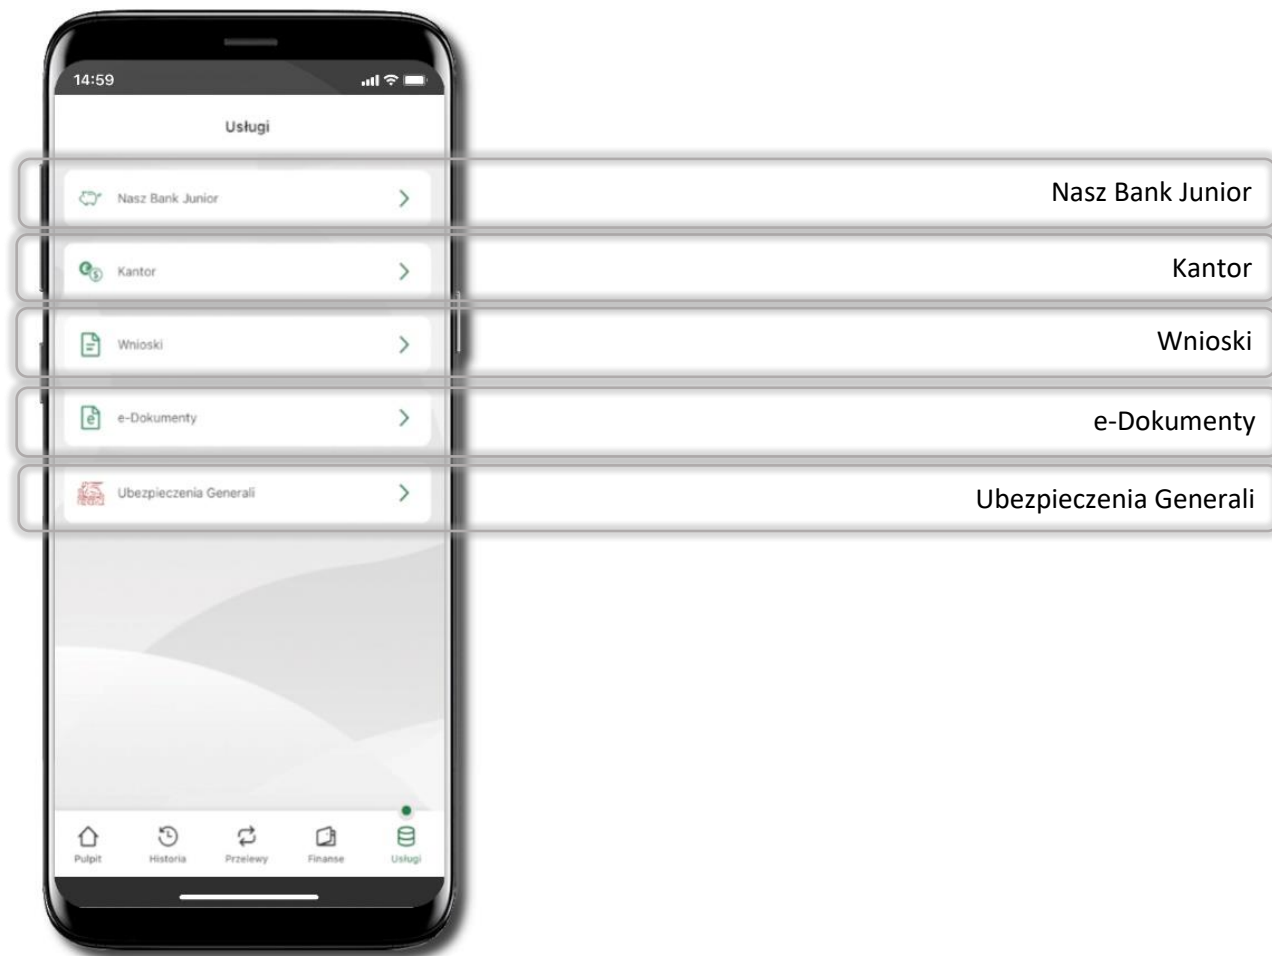 14:59
Usługi
Nasz Bank Junior
Nasz Bank Junior
Kantor
Kantor
Wnioski
Wnioski
e-Dokumenty
e-Dokumenty
Ubezpieczenia Generali
Ubezpieczenia Generali
Pulpit Historia Przelewy Finanse Usługi